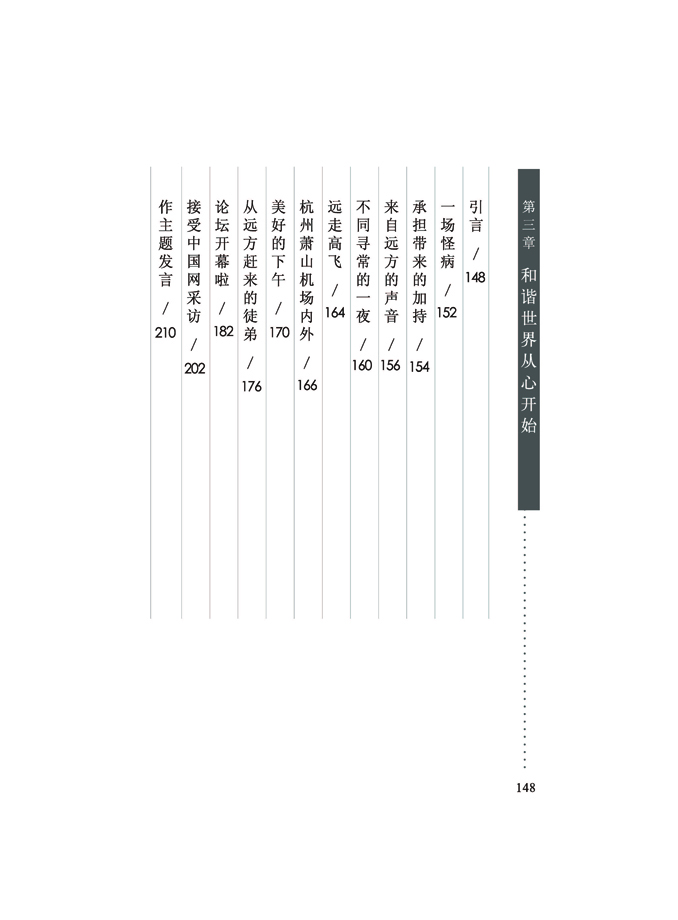 第三章 和谐世界从心开始
148
引言 / 148
一场怪病 / 152
承担带来的加持 / 154
来自远方的声音 / 156
不同寻常的一夜 / 160
远走高飞 / 164
杭州萧山机场内外 / 166
美好的下午 / 170
从远方赶来的徒弟 / 176
论坛开幕啦 / 182
接受中国网采访 / 202
作主题发言 / 210